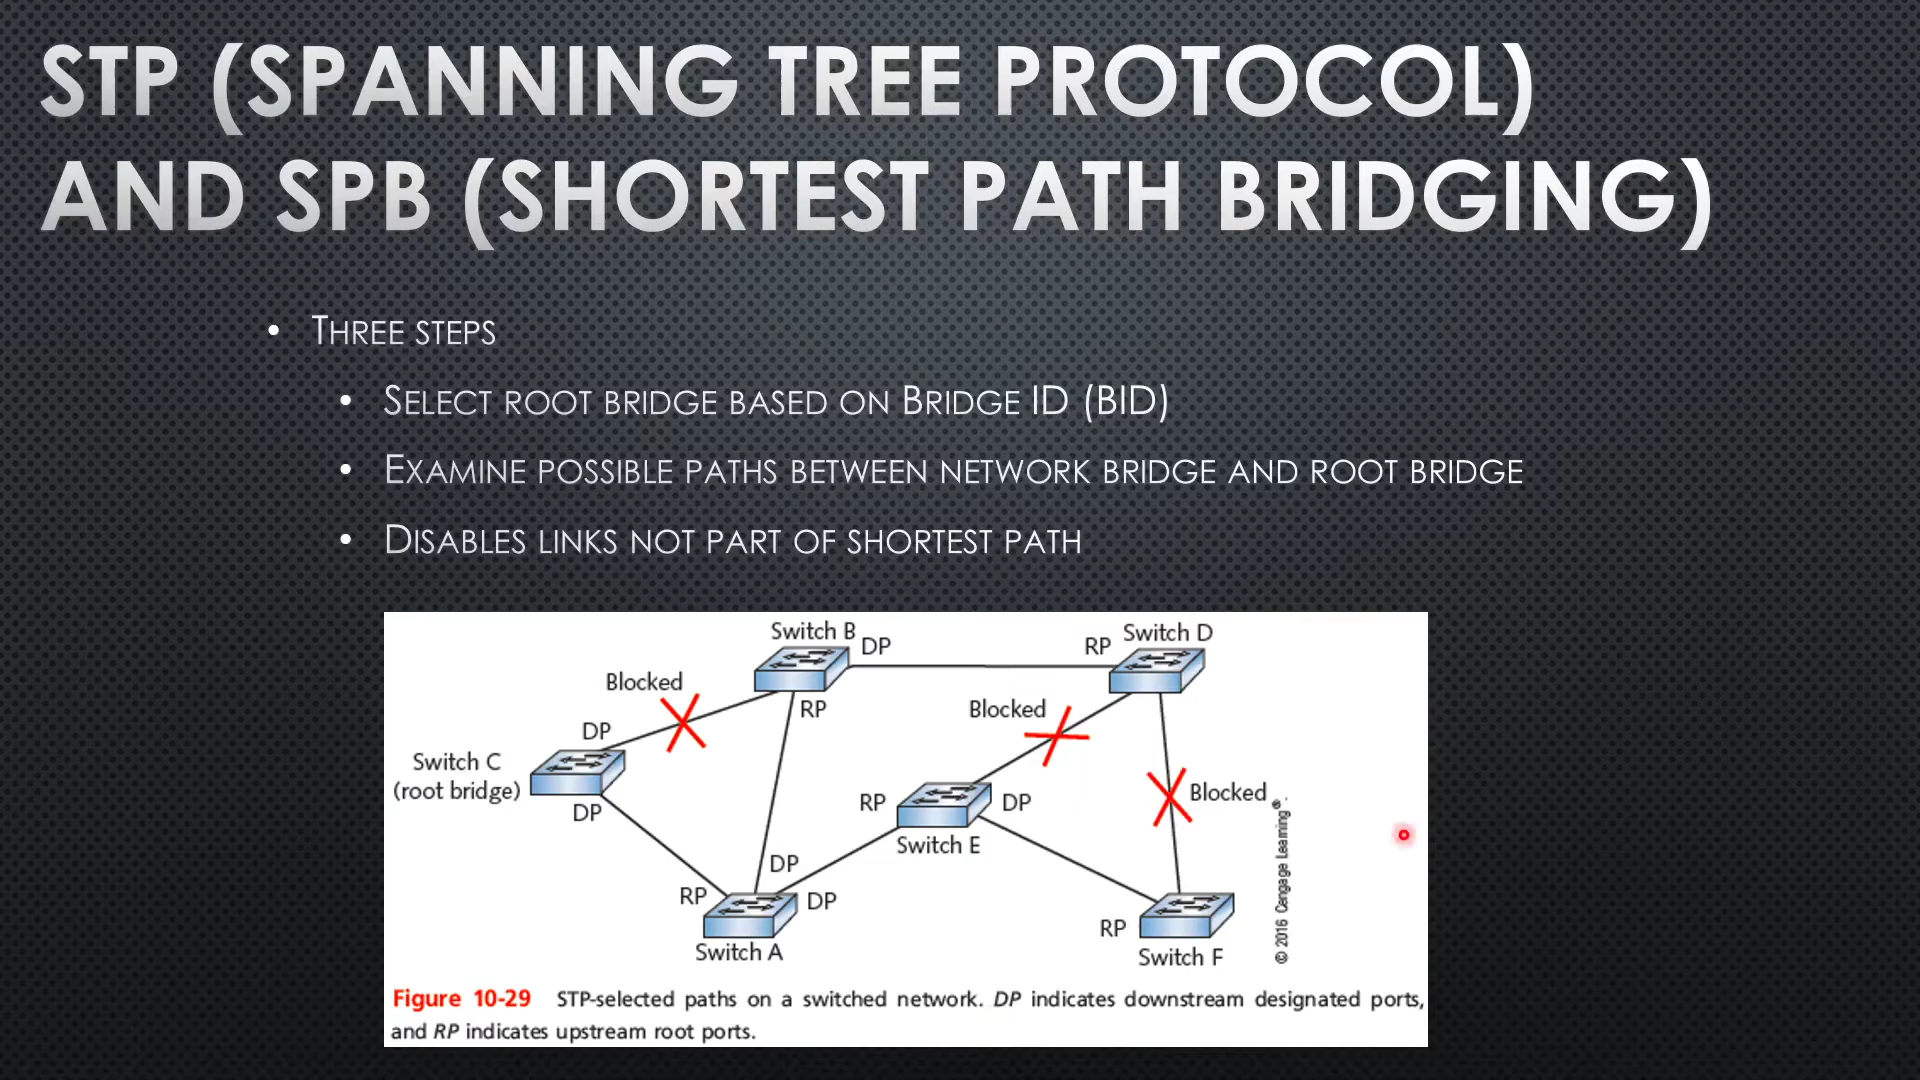 STP (SPANNING TREE PROTOCOL)
AND SPB (SHORTEST PATH BRIDGING)
• THREE STEPS
• SELECT ROOT BRIDGE BASED ON BRIDGE ID (BID)
• EXAMINE POSSIBLE PATHS BETWEEN NETWORK BRIDGE AND ROOT BRIDGE
• DISABLES LINKS NOT PART OF SHORTEST PATH
Switch B
DP
RP
Switch D
Blocked
RP
Blocked
DP
Switch C
(root bridge)
DP
RP
DP
Blocked
Switch E
DP
RP
DP
RP
Switch A
Switch F
© 2016 Cengage Learning®.
Figure 10-29 STP-selected paths on a switched network. DP indicates downstream designated ports,
and RP indicates upstream root ports.